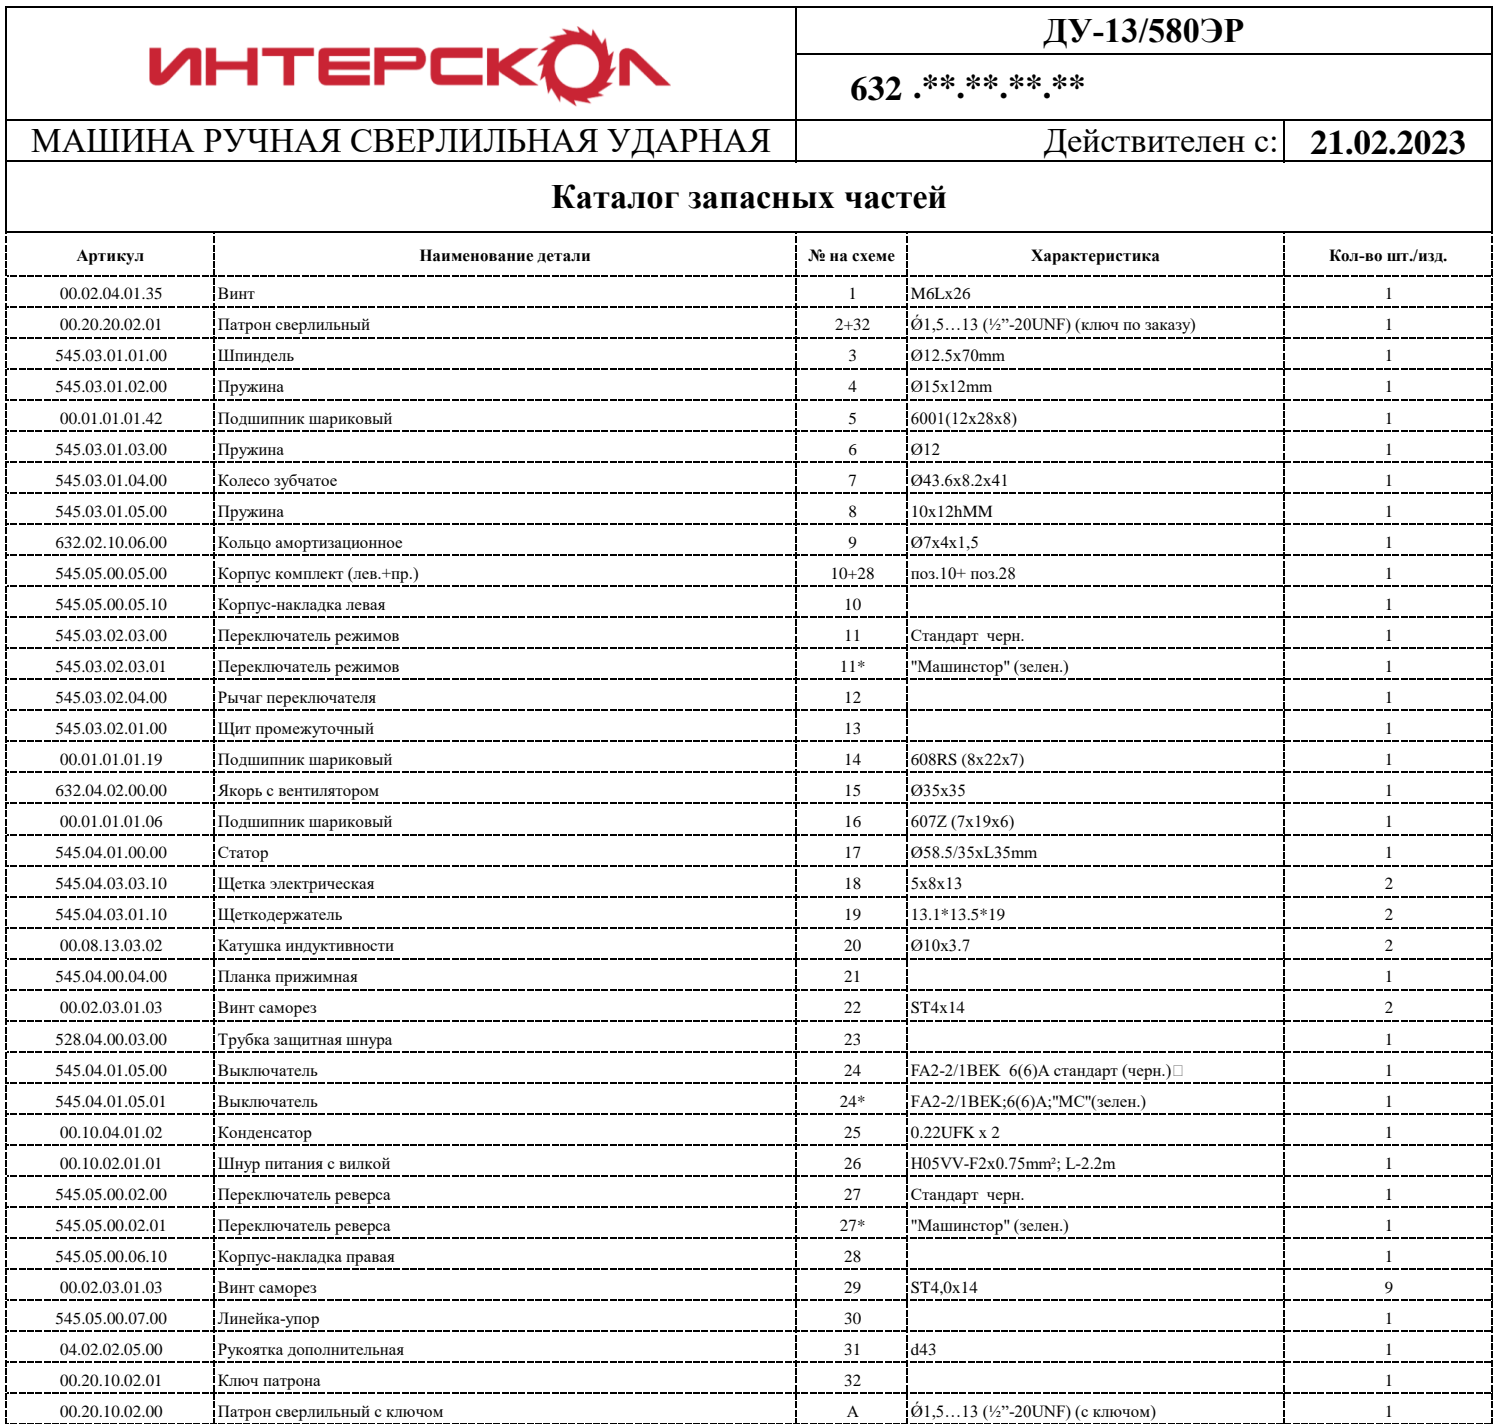 ИНТЕРСКОЛ
ДУ-13/580ЭР
632 .**.**.**.**
МАШИНА РУЧНАЯ СВЕРЛИЛЬНАЯ УДАРНАЯ Действителен с: 21.02.2023
Каталог запасных частей
Артикул Наименование детали № на схеме Характеристика Кол-во шт./изд.
00.02.04.01.35 Винт 1 M6Lx26 1
00.20.20.02.01 Патрон сверлильный 2+32 Ǿ1,5…13 (½”-20UNF) (ключ по заказу) 1
545.03.01.01.00 Шпиндель 3 Ø12.5x70mm 1
545.03.01.02.00 Пружина 4 Ø15x12mm 1
00.01.01.01.42 Подшипник шариковый 5 6001(12x28x8) 1
545.03.01.03.00 Пружина 6 Ø12 1
545.03.01.04.00 Колесо зубчатое 7 Ø43.6x8.2x41 1
545.03.01.05.00 Пружина 8 10x12hMM 1
632.02.10.06.00 Кольцо амортизационное 9 Ø7x4x1,5 1
545.05.00.05.00 Корпус комплект (лев.+пр.) 10+28 поз.10+ поз.28 1
545.05.00.05.10 Корпус-накладка левая 10 1
545.03.02.03.00 Переключатель режимов 11 Стандарт черн. 1
545.03.02.03.01 Переключатель режимов 11* "Машинстор" (зелен.) 1
545.03.02.04.00 Рычаг переключателя 12 1
545.03.02.01.00 Щит промежуточный 13 1
00.01.01.01.19 Подшипник шариковый 14 608RS (8x22x7) 1
632.04.02.00.00 Якорь с вентилятором 15 Ø35x35 1
00.01.01.01.06 Подшипник шариковый 16 607Z (7x19x6) 1
545.04.01.00.00 Статор 17 Ø58.5/35xL35mm 1
545.04.03.03.10 Щетка электрическая 18 5x8x13 2
545.04.03.01.10 Щеткодержатель 19 13.1*13.5*19 2
00.08.13.03.02 Катушка индуктивности 20 Ø10x3.7 2
545.04.00.04.00 Планка прижимная 21 1
00.02.03.01.03 Винт саморез 22 ST4x14 2
528.04.00.03.00 Трубка защитная шнура 23 1
545.04.01.05.00 Выключатель 24 FA2-2/1BEK 6(6)A стандарт (черн.)□ 1
545.04.01.05.01 Выключатель 24* FA2-2/1BEK;6(6)A;"МС"(зелен.) 1
00.10.04.01.02 Конденсатор 25 0.22UFK x 2 1
00.10.02.01.01 Шнур питания с вилкой 26 H05VV-F2x0.75mm²; L-2.2m 1
545.05.00.02.00 Переключатель реверса 27 Стандарт черн. 1
545.05.00.02.01 Переключатель реверса 27* "Машинстор" (зелен.) 1
545.05.00.06.10 Корпус-накладка правая 28 1
00.02.03.01.03 Винт саморез 29 ST4,0x14 9
545.05.00.07.00 Линейка-упор 30 1
04.02.02.05.00 Рукоятка дополнительная 31 d43 1
00.20.10.02.01 Ключ патрона 32 1
00.20.10.02.00 Патрон сверлильный с ключом А Ǿ1,5…13 (½”-20UNF) (с ключом) 1